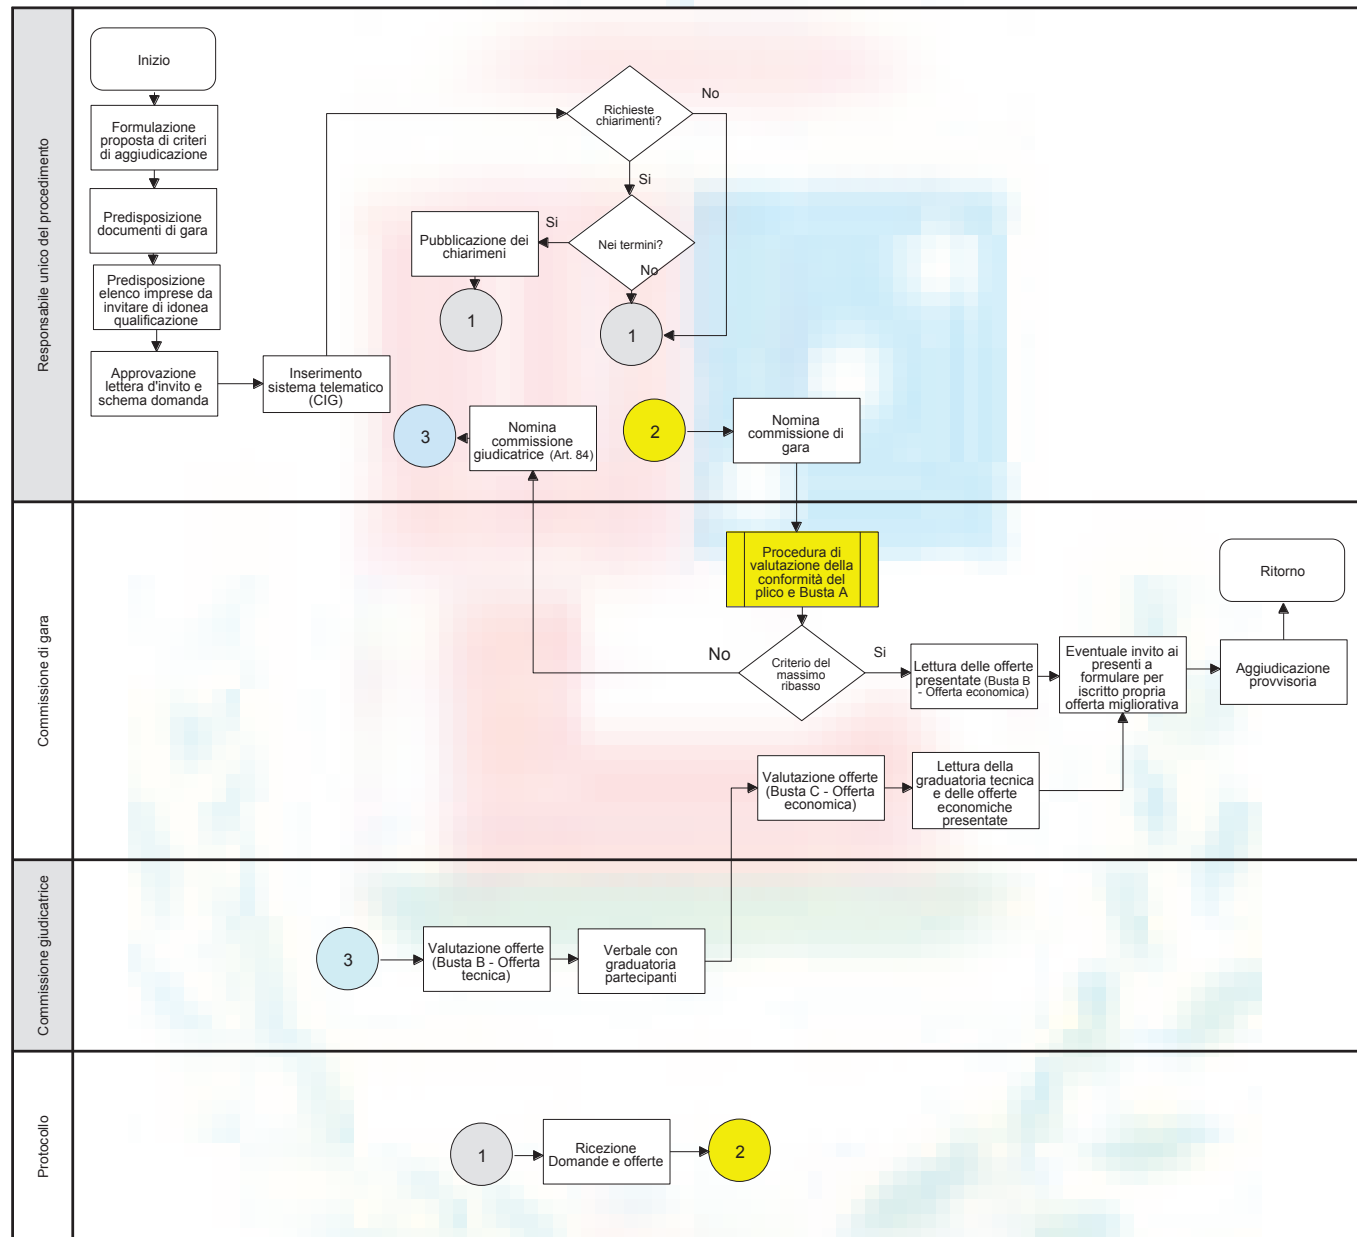 Responsabile unico del procedimento
Inizio
Formulazione
proposta di criteri
di aggiudicazione
Predisposizione
documenti di gara
Predisposizione
elenco imprese da
invitare di idonea
qualificazione
Approvazione
lettera d'invito e
schema domanda
Inserimento
sistema telematico
(CIG)
Richieste
chiarimenti?
No
Si
Nei termini?
Si
No
Pubblicazione dei
chiarimeni
1
1
3
Nomina
commissione
giudicatrice (Art. 84)
2
Nomina
commissione di
gara
Commissione di gara
Procedura di
valutazione della
conformità del
plico e Busta A
Criterio del
massimo
ribasso
No
Si
Lettura delle offerte
presentate (Busta B
- Offerta economica)
Eventuale invito ai
presenti a
formulare per
iscritto propria
offerta migliorativa
Aggiudicazione
provvisoria
Ritorno
Valutazione offerte
(Busta C - Offerta
economica)
Lettura della
graduatoria tecnica
e delle offerte
economiche
presentate
Commissione giudicatrice
3
Valutazione offerte
(Busta B - Offerta
tecnica)
Verbale con
graduatoria
partecipanti
Protocollo
1
Ricezione
Domande e offerte
2